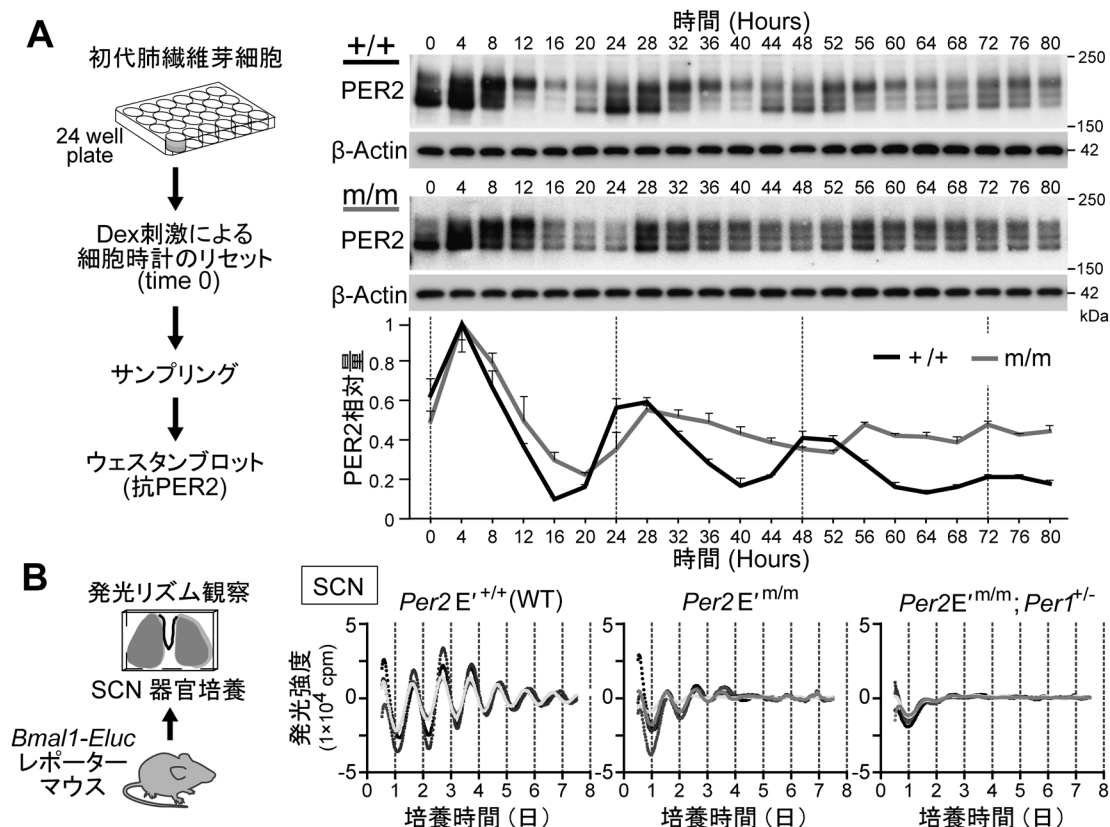 A
初代肺繊維芽細胞
24 well
plate
Dex刺激による
細胞時計のリセット
(time 0)
サンプリング
ウェスタンブロット
(抗PER2)
時間 (Hours)
+/+
0 4 8 12 16 20 24 28 32 36 40 44 48 52 56 60 64 68 72 76 80
250
PER2
150
β-Actin
42
m/m
0 4 8 12 16 20 24 28 32 36 40 44 48 52 56 60 64 68 72 76 80
250
PER2
150
β-Actin
42
kDa
PER2相対量
1
0.8
0.6
0.4
0.2
0
+/+
m/m
0 4 8 12 16 20 24 28 32 36 40 44 48 52 56 60 64 68 72 76 80
時間 (Hours)
B
発光リズム観察
SCN 器官培養
Bmal1-Eluc
レポーター
マウス
SCN
Per2 E'+/+(WT)
発光強度
(1×10⁴ cpm)
5
0
-5
0 1 2 3 4 5 6 7 8
培養時間 (日)
Per2 E'm/m
5
0
-5
0 1 2 3 4 5 6 7 8
培養時間 (日)
Per2E'm/m; Per1+/-
5
0
-5
0 1 2 3 4 5 6 7 8
培養時間 (日)